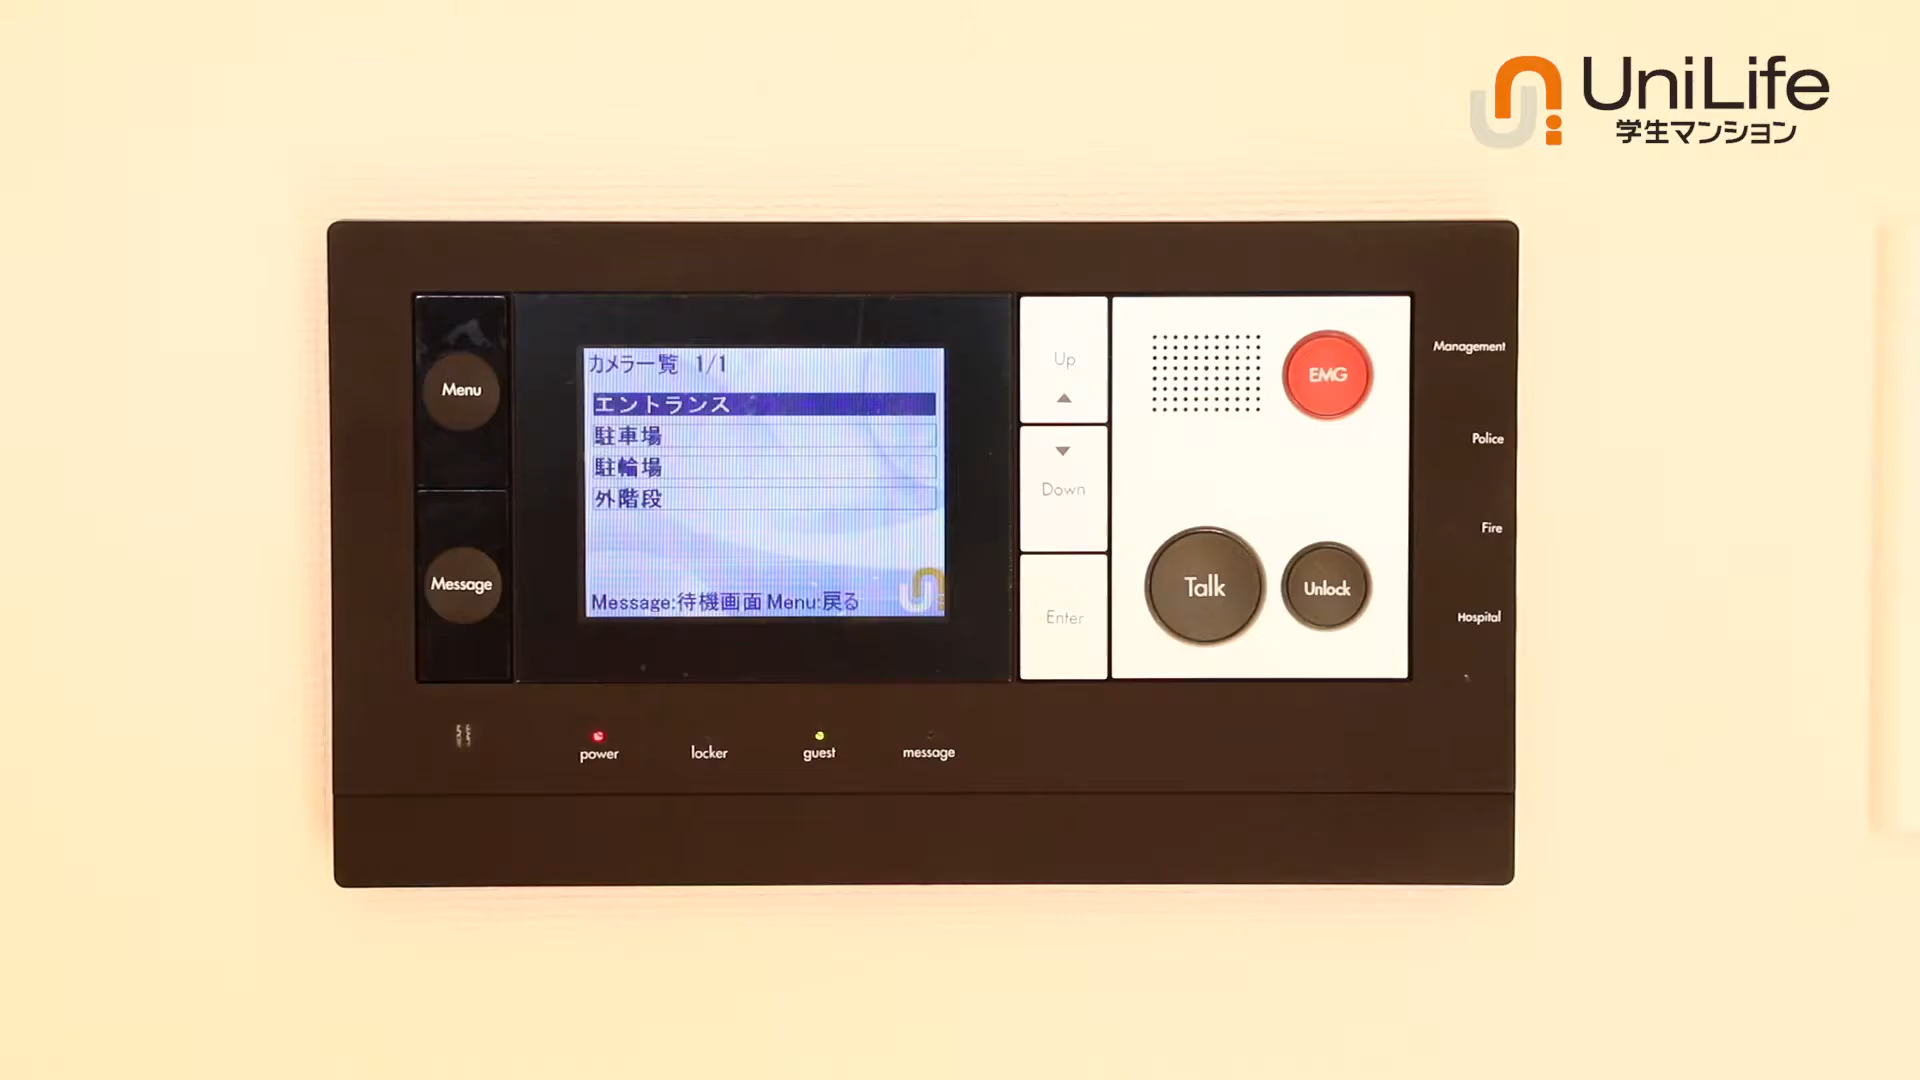 UniLife
学生マンション
Menu
Message
カメラ一覧 1/1
エントランス
駐車場
駐輪場
外階段
Message:待機画面 Menu:戻る
Up
Down
Enter
EMG
Talk
Unlock
Management
Police
Fire
Hospital
power
locker
guest
message